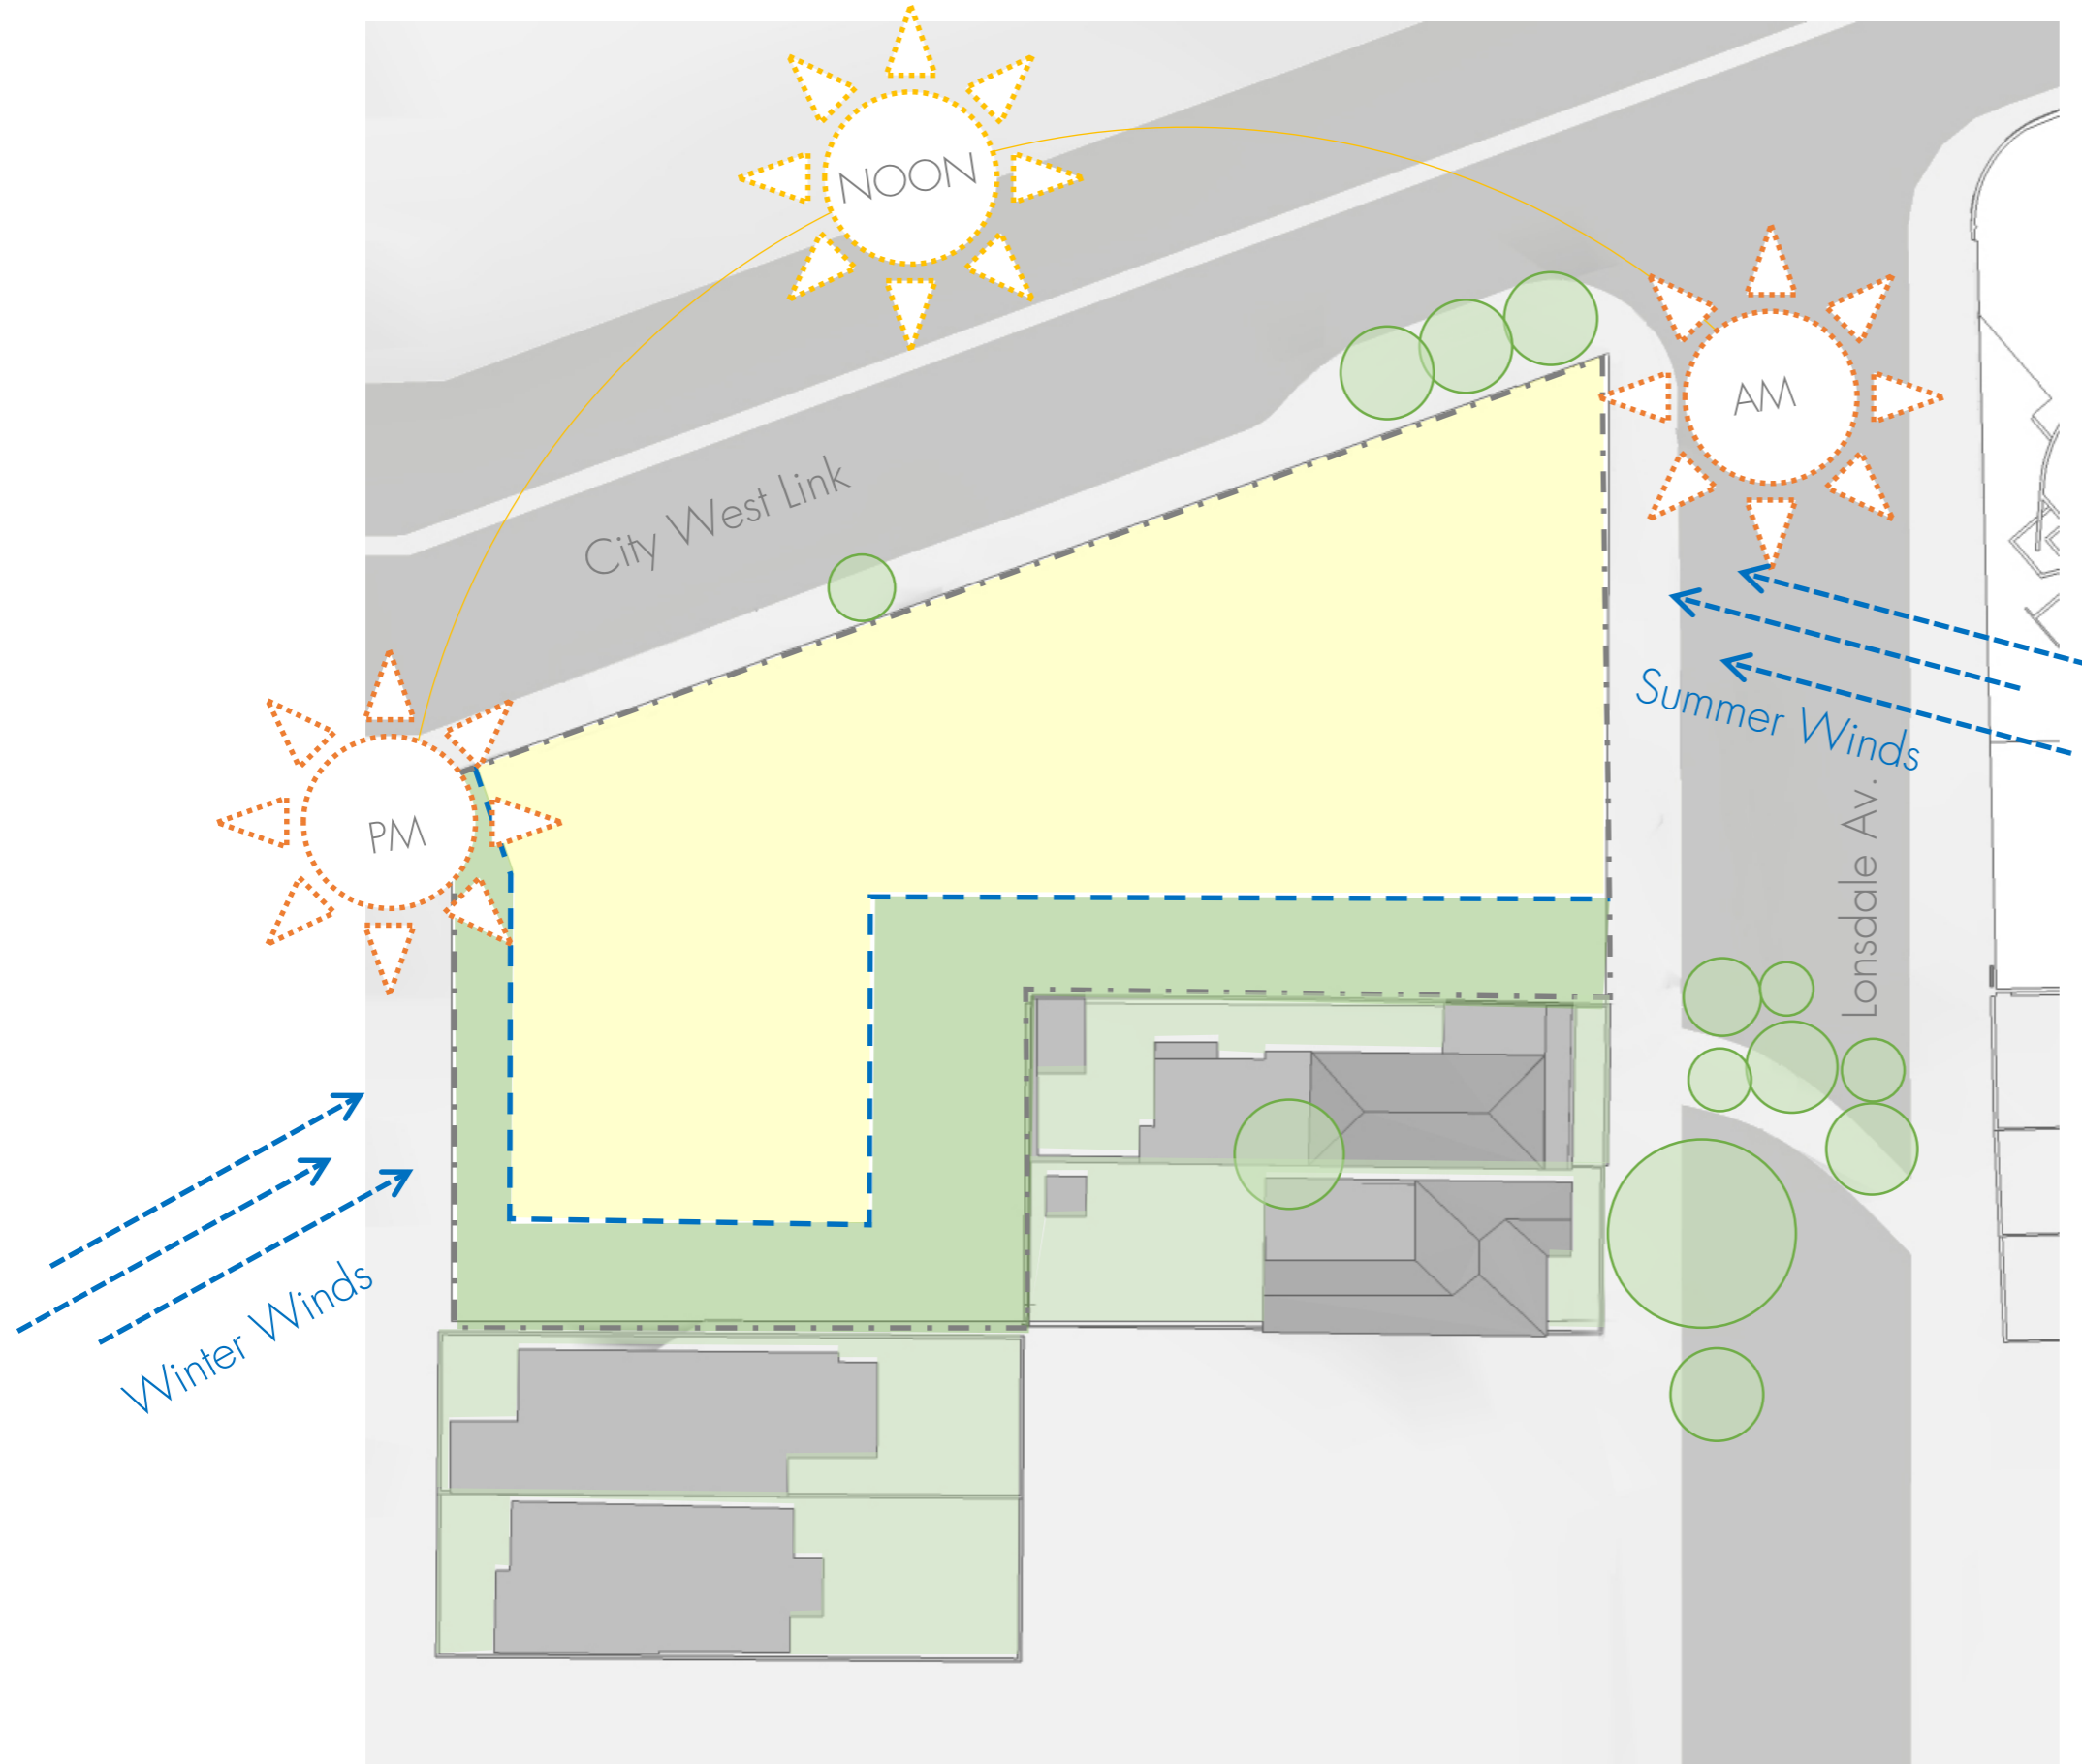 NOON
AM
City West Link
Summer Winds
PM
Lonsdale Av.
Winter Winds